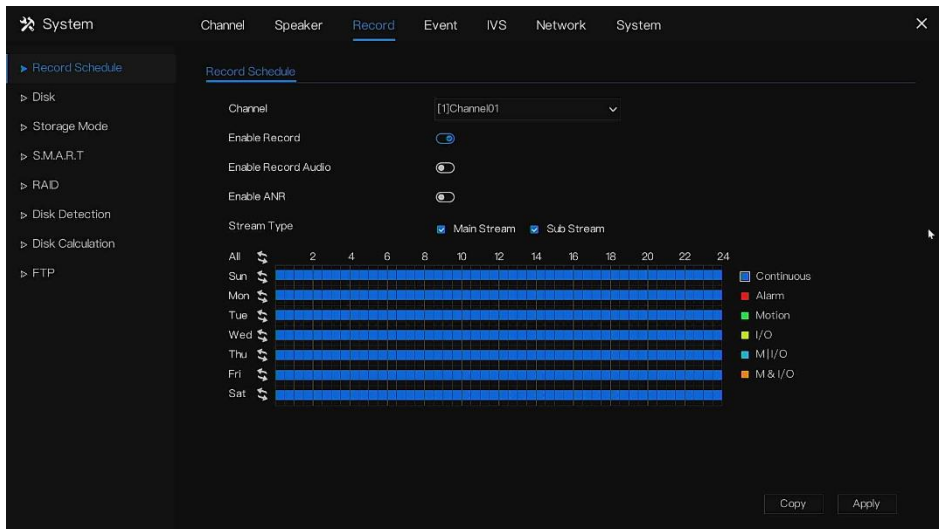 System
Channel Speaker Record Event IVS Network System
Record Schedule
Disk
Storage Mode
S.M.A.R.T
RAID
Disk Detection
Disk Calculation
FTP
Record Schedule
Channel [1]Channel01
Enable Record
Enable Record Audio
Enable ANR
Stream Type Main Stream Sub Stream
All 2 4 6 8 10 12 14 16 18 20 22 24
Sun
Mon
Tue
Wed
Thu
Fri
Sat
Continuous
Alarm
Motion
I/O
M|I/O
M & I/O
Copy Apply